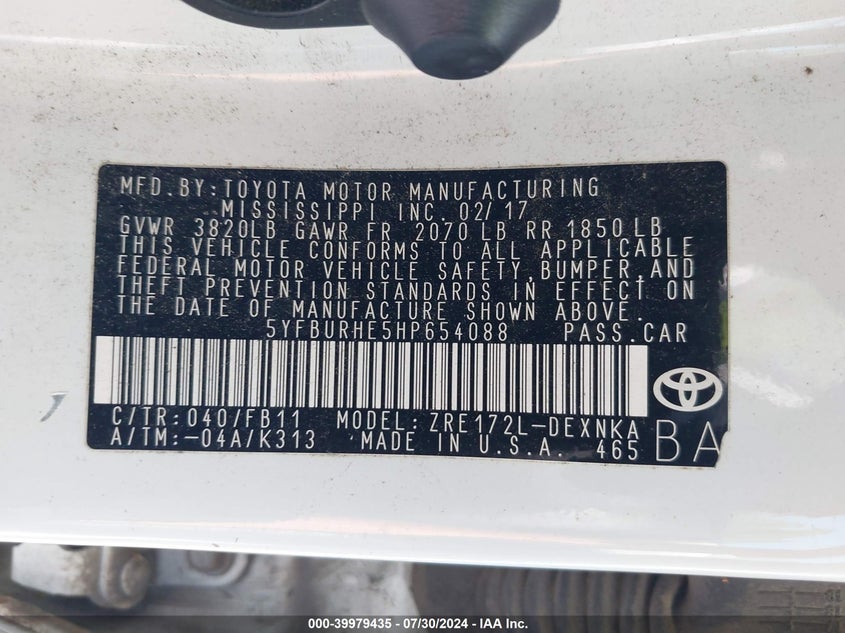 MFD.BY:TOYOTA MOTOR MANUFACTURING
MISSISSIPPI INC. 02/17
GVWR 3820LB GAWR FR 2070 LB RR 1850 LB
THIS VEHICLE CONFORMS TO ALL APPLICABLE
FEDERAL MOTOR VEHICLE SAFETY,BUMPER,AND
THEFT PREVENTION STANDARDS IN EFFECT ON
THE DATE OF MANUFACTURE SHOWN ABOVE.
5YFBURHE5HP654088 PASS.CAR
C/TR:040/FB11 MODEL:ZRE172L-DEXNKA
A/TM:-04A/K313 MADE IN U.S.A. 465 BA
000-39979435 - 07/30/2024 - IAA Inc.